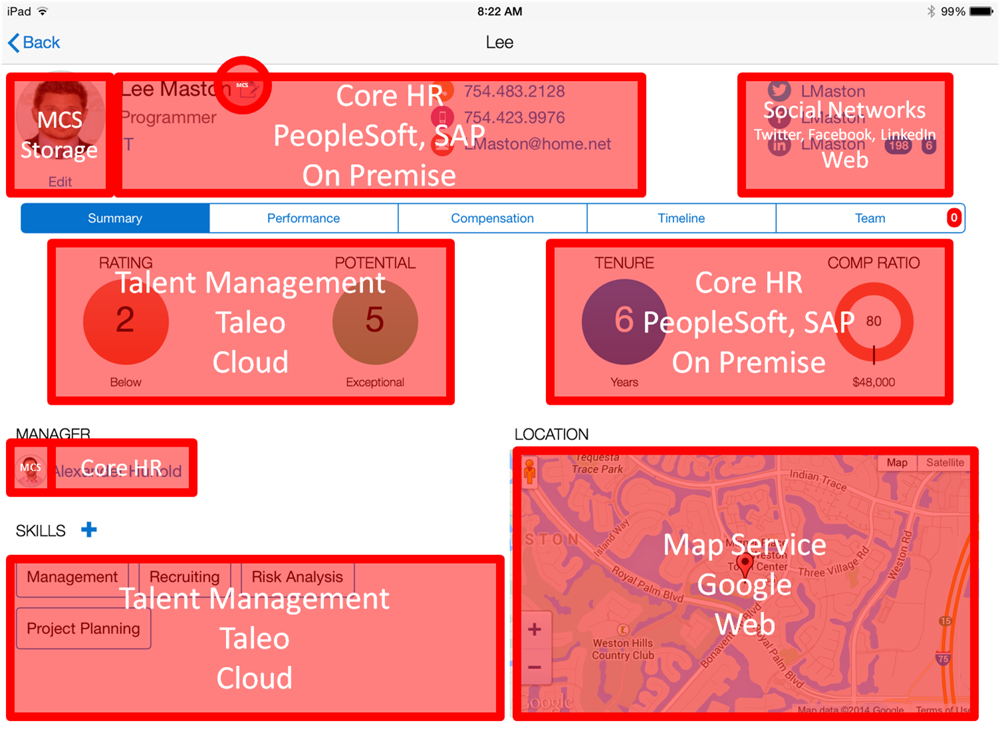 iPad 8:22 AM 99%
Back Lee
Lee Maston MCS
Programmer
IT
MCS
Storage
Edit
Core HR
PeopleSoft, SAP
On Premise
754.483.2128
754.423.9976
LMaston@home.net
LMaston
LMaston
LMaston 198 6
Social Networks
Twitter, Facebook, LinkedIn
Web
Summary Performance Compensation Timeline Team 0
RATING POTENTIAL
2 5
Below Exceptional
Talent Management
Taleo
Cloud
TENURE COMP RATIO
6 80
Years $48,000
Core HR
PeopleSoft, SAP
On Premise
MANAGER
MCS
Alexander Hunold
Core HR
SKILLS +
Management Recruiting Risk Analysis
Project Planning
Talent Management
Taleo
Cloud
LOCATION
Map Satellite
Tequesta
Trace Park
Indian Trace
STON
Island Way
Weston
Town Center
Three Village Rd
Weston Rd
Royal Palm Blvd
Weston Hills
Country Club
Bonaventure Blvd
Royal Palm Blvd
15
75
Map Service
Google
Web
+
−
Google
Map data ©2014 Google Terms of Use